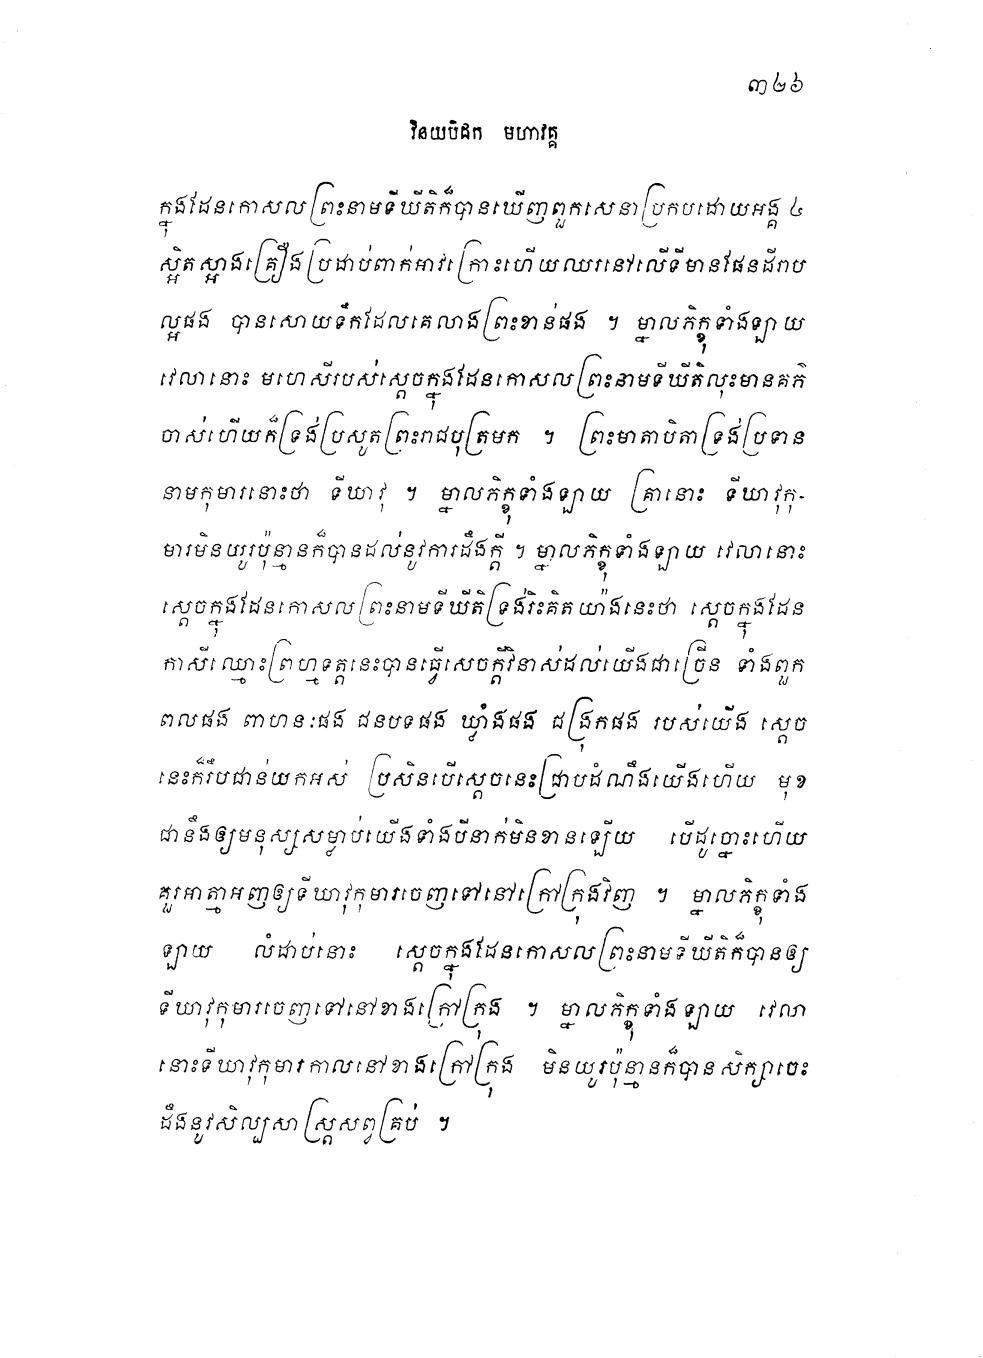 ៣២៦
វិនយបិដក មហាវគ្គ
ក្នុងដែនកោសលព្រះនាមទីឃីតិក៏បានឃើញពួកសេនាប្រកបដោយអង្គ ៤
ស្អិតស្អាងគ្រឿងប្រដាប់ពាក់អាវក្រោះហើយឈរនៅលើទីមានផែនដីរាប
ល្អផង បានសោយទឹកដែលគេលាងព្រះខាន់ផង ។ ម្នាលភិក្ខុទាំងឡាយ
វេលានោះ មហេសីរបស់ស្តេចក្នុងដែនកោសលព្រះនាមទីឃីតិលុះមានគភ៌
ចាស់ហើយក៏ទ្រង់ប្រសូតព្រះរាជបុត្រមក ។ ព្រះមាតាបិតាទ្រង់ប្រទាន
នាមកុមារនោះថា ទីឃាវុ ។ ម្នាលភិក្ខុទាំងឡាយ គ្រានោះ ទីឃាវុកុ-
មារមិនយូរប៉ុន្មានក៏បានដល់នូវការដឹងក្តី ។ ម្នាលភិក្ខុទាំងឡាយ វេលានោះ
ស្តេចក្នុងដែនកោសលព្រះនាមទីឃីតិទ្រង់រិះគិតយ៉ាងនេះថា ស្តេចក្នុងដែន
កាសីឈ្មោះព្រហ្មទត្តនេះបានធ្វើសេចក្តីវិនាសដល់យើងជាច្រើន ទាំងពួក
ពលផង ពាហនៈផង ជនបទផង ឃ្លាំងផង ជង្រុកផង របស់យើង ស្តេច
នេះក៏រឹបជាន់យកអស់ ប្រសិនបើស្តេចនេះជ្រាបដំណឹងយើងហើយ មុខ
ជានឹងឲ្យមនុស្សសម្លាប់យើងទាំងបីនាក់មិនខានឡើយ បើដូច្នោះហើយ
គួរអាត្មាអញឲ្យទីឃាវុកុមារចេញទៅនៅក្រៅក្រុងវិញ ។ ម្នាលភិក្ខុទាំង
ឡាយ លំដាប់នោះ ស្តេចក្នុងដែនកោសលព្រះនាមទីឃីតិក៏បានឲ្យ
ទីឃាវុកុមារចេញទៅនៅខាងក្រៅក្រុង ។ ម្នាលភិក្ខុទាំងឡាយ វេលា
នោះទីឃាវុកុមារកាលនៅខាងក្រៅក្រុង មិនយូរប៉ុន្មានក៏បានសិក្សាចេះ
ដឹងនូវសិល្បសាស្ត្រសព្វគ្រប់ ។